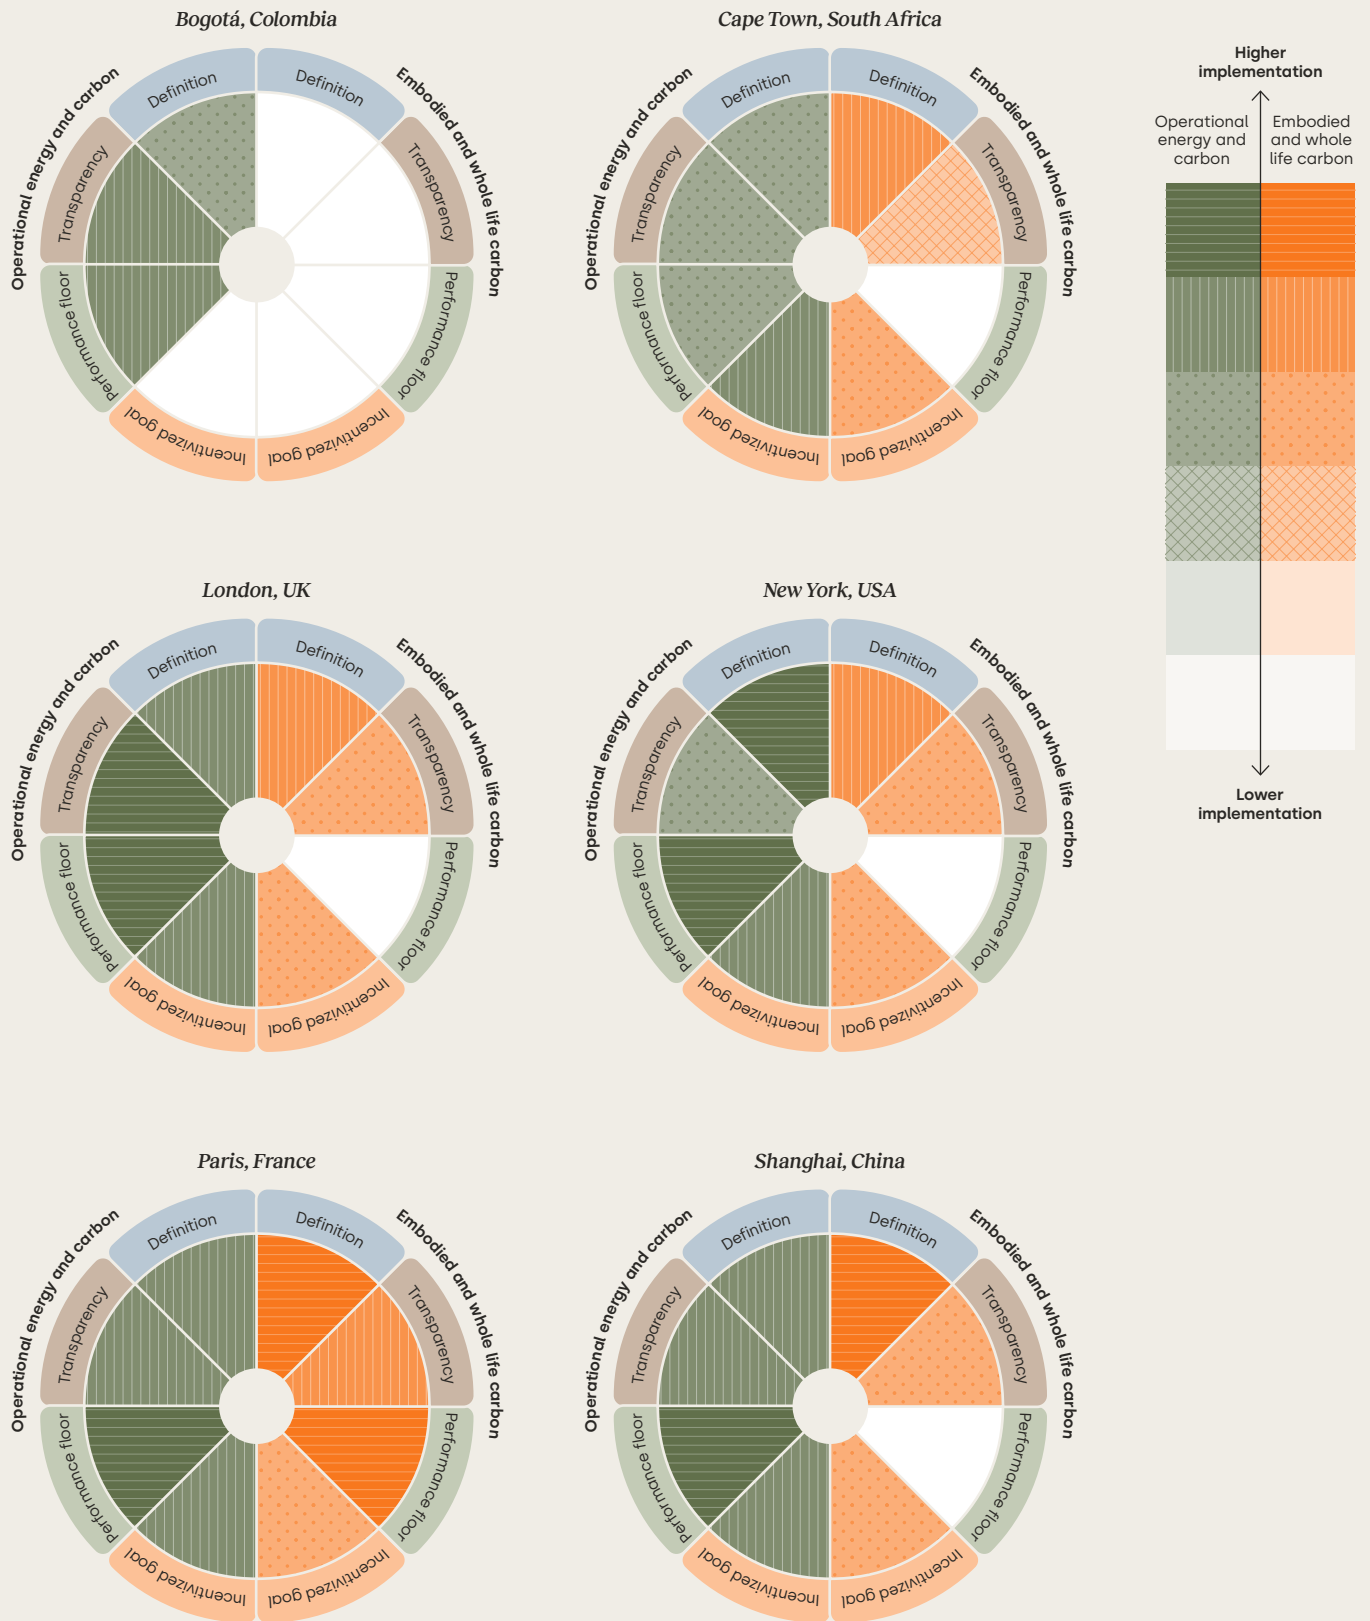 Bogotá, Colombia
Operational energy and carbon
Embodied and whole life carbon
Definition
Definition
Transparency
Transparency
Performance floor
Performance floor
Incentivized goal
Incentivized goal
Cape Town, South Africa
Operational energy and carbon
Embodied and whole life carbon
Definition
Definition
Transparency
Transparency
Performance floor
Performance floor
Incentivized goal
Incentivized goal
Higher
implementation
Operational
energy and
carbon
Embodied
and whole
life carbon
Lower
implementation
London, UK
Operational energy and carbon
Embodied and whole life carbon
Definition
Definition
Transparency
Transparency
Performance floor
Performance floor
Incentivized goal
Incentivized goal
New York, USA
Operational energy and carbon
Embodied and whole life carbon
Definition
Definition
Transparency
Transparency
Performance floor
Performance floor
Incentivized goal
Incentivized goal
Paris, France
Operational energy and carbon
Embodied and whole life carbon
Definition
Definition
Transparency
Transparency
Performance floor
Performance floor
Incentivized goal
Incentivized goal
Shanghai, China
Operational energy and carbon
Embodied and whole life carbon
Definition
Definition
Transparency
Transparency
Performance floor
Performance floor
Incentivized goal
Incentivized goal